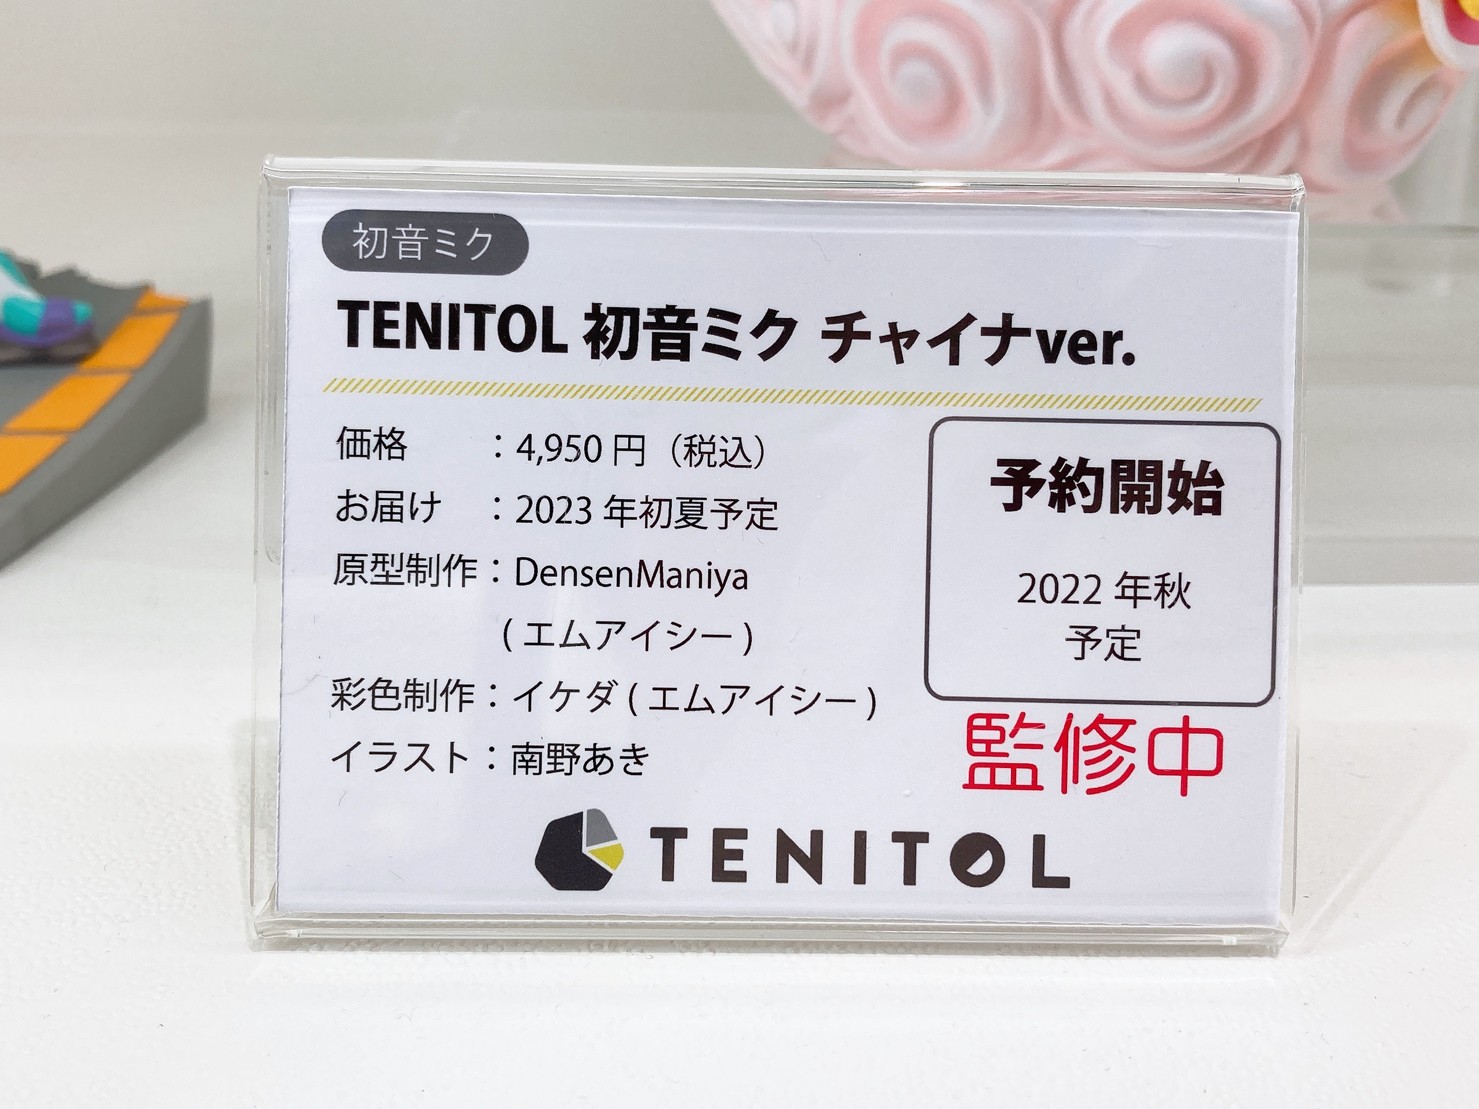 初音ミク
TENITOL 初音ミク チャイナver.
価格 ：4,950 円（税込）
お届け ：2023 年初夏予定
原型制作：DensenManiya
( エムアイシー )
彩色制作：イケダ ( エムアイシー )
イラスト：南野あき
予約開始
2022 年秋
予定
監修中
TENITOL